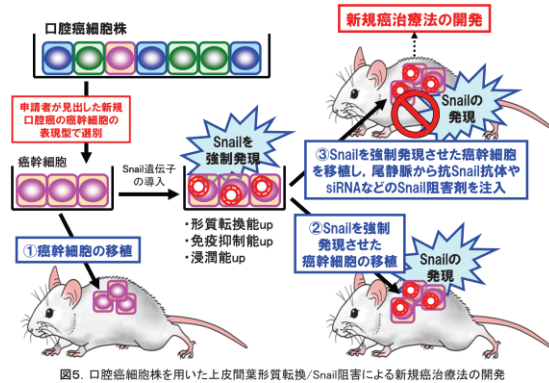 口腔癌細胞株
新規癌治療法の開発
申請者が見出した新規
口腔癌の癌幹細胞の
表現型で選別
Snailを
強制発現
Snailの
発現
癌幹細胞
Snail遺伝子
の導入
③Snailを強制発現させた癌幹細胞
を移植し，尾静脈から抗Snail抗体や
siRNAなどのSnail阻害剤を注入
・形質転換能up
・免疫抑制能up
・浸潤能up
①癌幹細胞の移植
②Snailを強制
発現させた
癌幹細胞の移植
Snailの
発現
図5．口腔癌細胞株を用いた上皮間葉形質転換/Snail阻害による新規癌治療法の開発